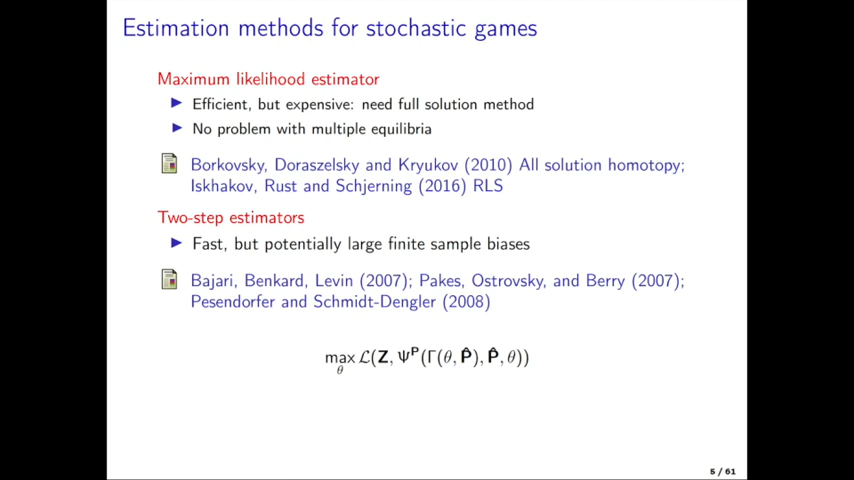 Estimation methods for stochastic games
Maximum likelihood estimator
▶ Efficient, but expensive: need full solution method
▶ No problem with multiple equilibria
Borkovsky, Doraszelsky and Kryukov (2010) All solution homotopy;
Iskhakov, Rust and Schjerning (2016) RLS
Two-step estimators
▶ Fast, but potentially large finite sample biases
Bajari, Benkard, Levin (2007); Pakes, Ostrovsky, and Berry (2007);
Pesendorfer and Schmidt-Dengler (2008)
max ℒ(Z, Ψᴾ(Γ(θ, P̂), P̂, θ))
θ
5 / 61